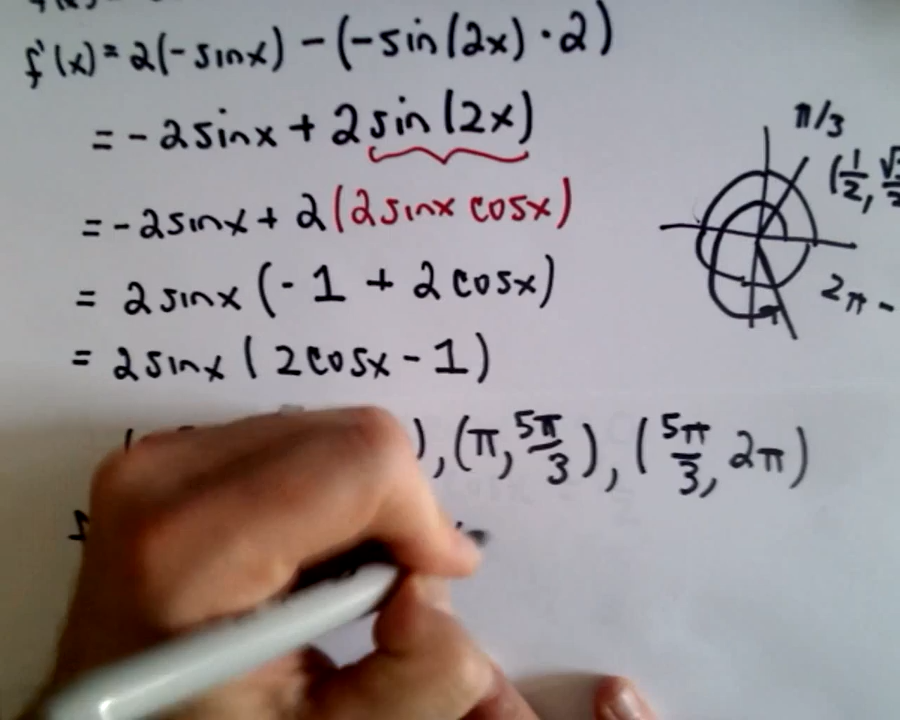 f'(x) = 2(-sinx) - (-sin(2x) · 2)
= -2sinx + 2sin(2x)
= -2sinx + 2(2sinx cosx)
= 2sinx (-1 + 2cosx)
= 2sinx (2cosx - 1)
), (π, 5π/3), (5π/3, 2π)
π/3
(1/2, √
2π -